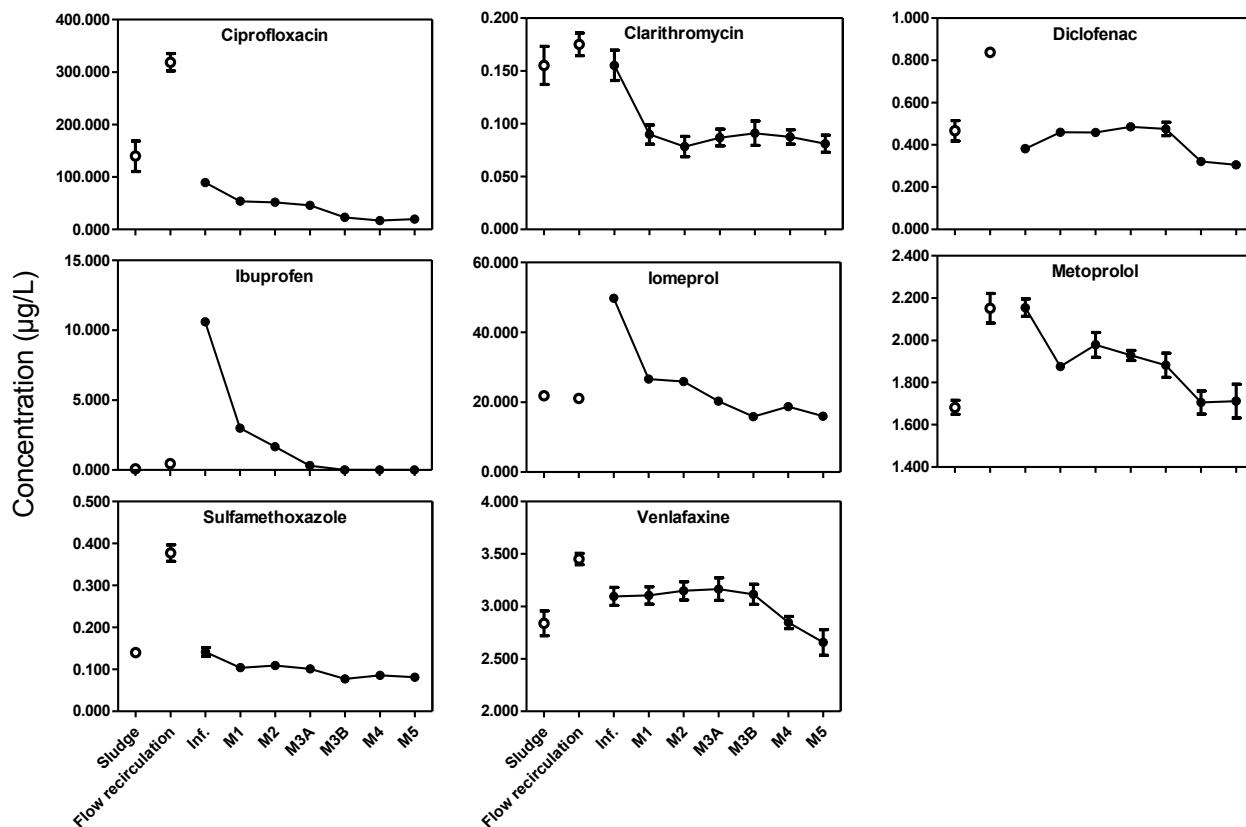 Concentration (µg/L)
Ciprofloxacin
400.000
300.000
200.000
100.000
0.000
Clarithromycin
0.200
0.150
0.100
0.050
0.000
Diclofenac
1.000
0.800
0.600
0.400
0.200
0.000
Ibuprofen
15.000
10.000
5.000
0.000
Iomeprol
60.000
40.000
20.000
0.000
Metoprolol
2.400
2.200
2.000
1.800
1.600
1.400
Sulfamethoxazole
0.500
0.400
0.300
0.200
0.100
0.000
Sludge
Flow recirculation
Inf.
M1
M2
M3A
M3B
M4
M5
Venlafaxine
4.000
3.500
3.000
2.500
2.000
Sludge
Flow recirculation
Inf.
M1
M2
M3A
M3B
M4
M5